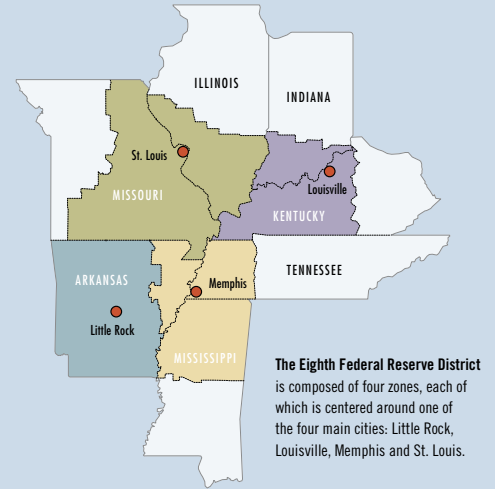 ILLINOIS
INDIANA
St. Louis
MISSOURI
Louisville
KENTUCKY
TENNESSEE
ARKANSAS
Memphis
Little Rock
MISSISSIPPI
The Eighth Federal Reserve District
is composed of four zones, each of
which is centered around one of
the four main cities: Little Rock,
Louisville, Memphis and St. Louis.